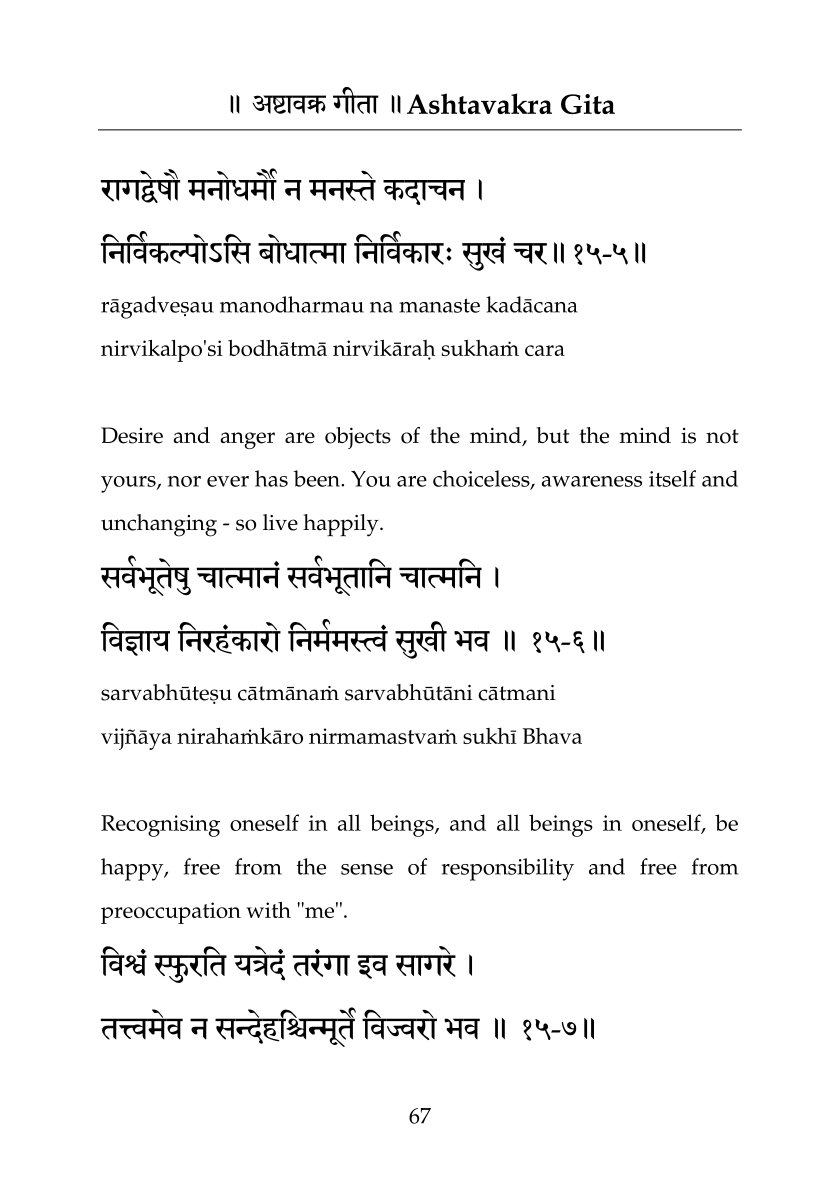 ॥ अष्टावक्र गीता ॥ Ashtavakra Gita
रागद्वेषौ मनोधर्मौ न मनस्ते कदाचन ।
निर्विकल्पोऽसि बोधात्मा निर्विकारः सुखं चर॥ १५-५॥
rāgadveṣau manodharmau na manaste kadācana
nirvikalpo'si bodhātmā nirvikāraḥ sukhaṁ cara
Desire and anger are objects of the mind, but the mind is not
yours, nor ever has been. You are choiceless, awareness itself and
unchanging - so live happily.
सर्वभूतेषु चात्मानं सर्वभूतानि चात्मनि ।
विज्ञाय निरहंकारो निर्ममस्त्वं सुखी भव ॥ १५-६॥
sarvabhūteṣu cātmānaṁ sarvabhūtāni cātmani
vijñāya nirahaṁkāro nirmamastvaṁ sukhī Bhava
Recognising oneself in all beings, and all beings in oneself, be
happy, free from the sense of responsibility and free from
preoccupation with "me".
विश्वं स्फुरति यत्रेदं तरंगा इव सागरे ।
तत्त्वमेव न सन्देहश्चिन्मूर्ते विज्वरो भव ॥ १५-७॥
67